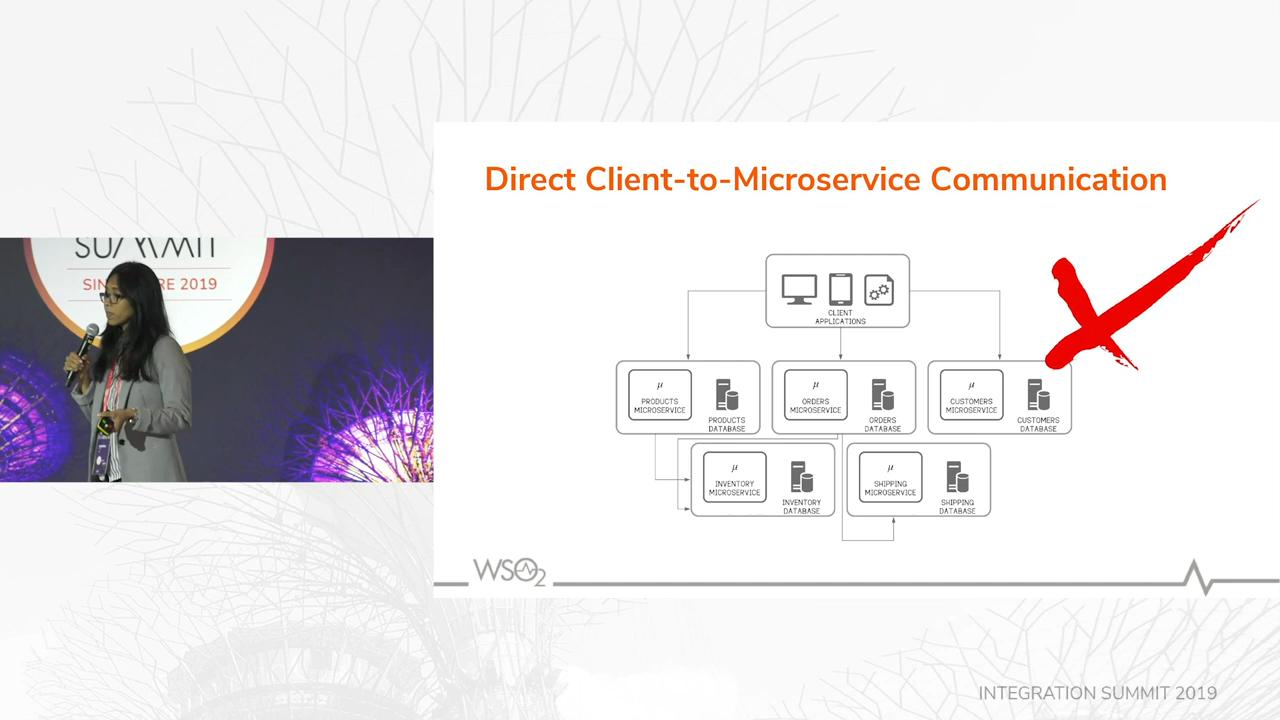 Direct Client-to-Microservice Communication
SUMMIT
SINGAPORE 2019
CLIENT
APPLICATIONS
μ
PRODUCTS
MICROSERVICE
PRODUCTS
DATABASE
μ
ORDERS
MICROSERVICE
ORDERS
DATABASE
μ
CUSTOMERS
MICROSERVICE
CUSTOMERS
DATABASE
μ
INVENTORY
MICROSERVICE
INVENTORY
DATABASE
μ
SHIPPING
MICROSERVICE
SHIPPING
DATABASE
WSO2
INTEGRATION SUMMIT 2019